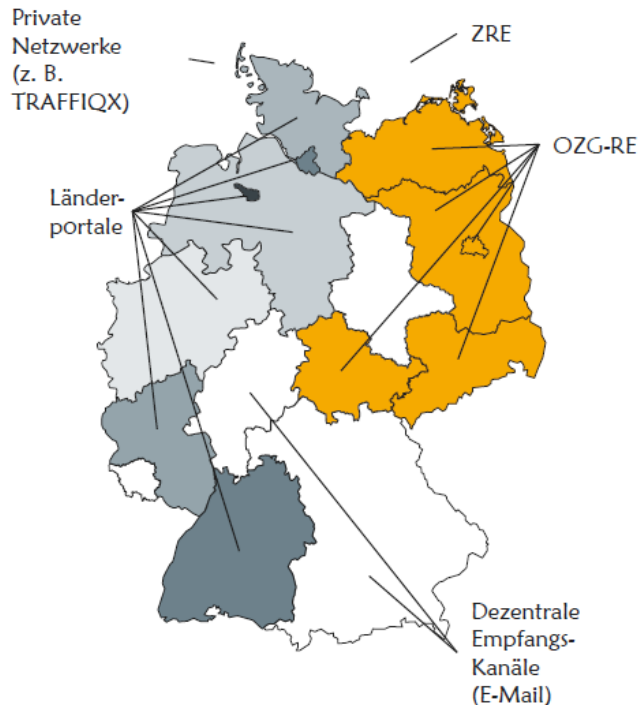 Private
Netzwerke
(z. B.
TRAFFIQX)
ZRE
OZG-RE
Länder-
portale
Dezentrale
Empfangs-
Kanäle
(E-Mail)